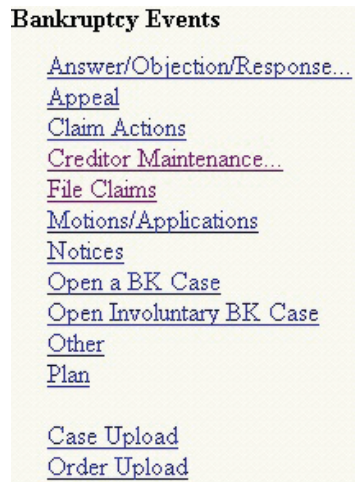 Bankruptcy Events
Answer/Objection/Response...
Appeal
Claim Actions
Creditor Maintenance...
File Claims
Motions/Applications
Notices
Open a BK Case
Open Involuntary BK Case
Other
Plan
Case Upload
Order Upload